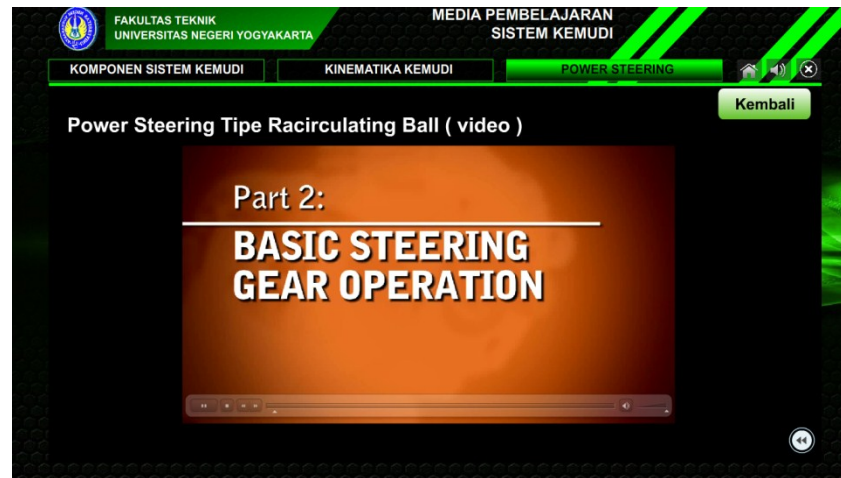 FAKULTAS TEKNIK
UNIVERSITAS NEGERI YOGYAKARTA
MEDIA PEMBELAJARAN
SISTEM KEMUDI
KOMPONEN SISTEM KEMUDI
KINEMATIKA KEMUDI
POWER STEERING
Kembali
Power Steering Tipe Racirculating Ball ( video )
Part 2:
BASIC STEERING
GEAR OPERATION